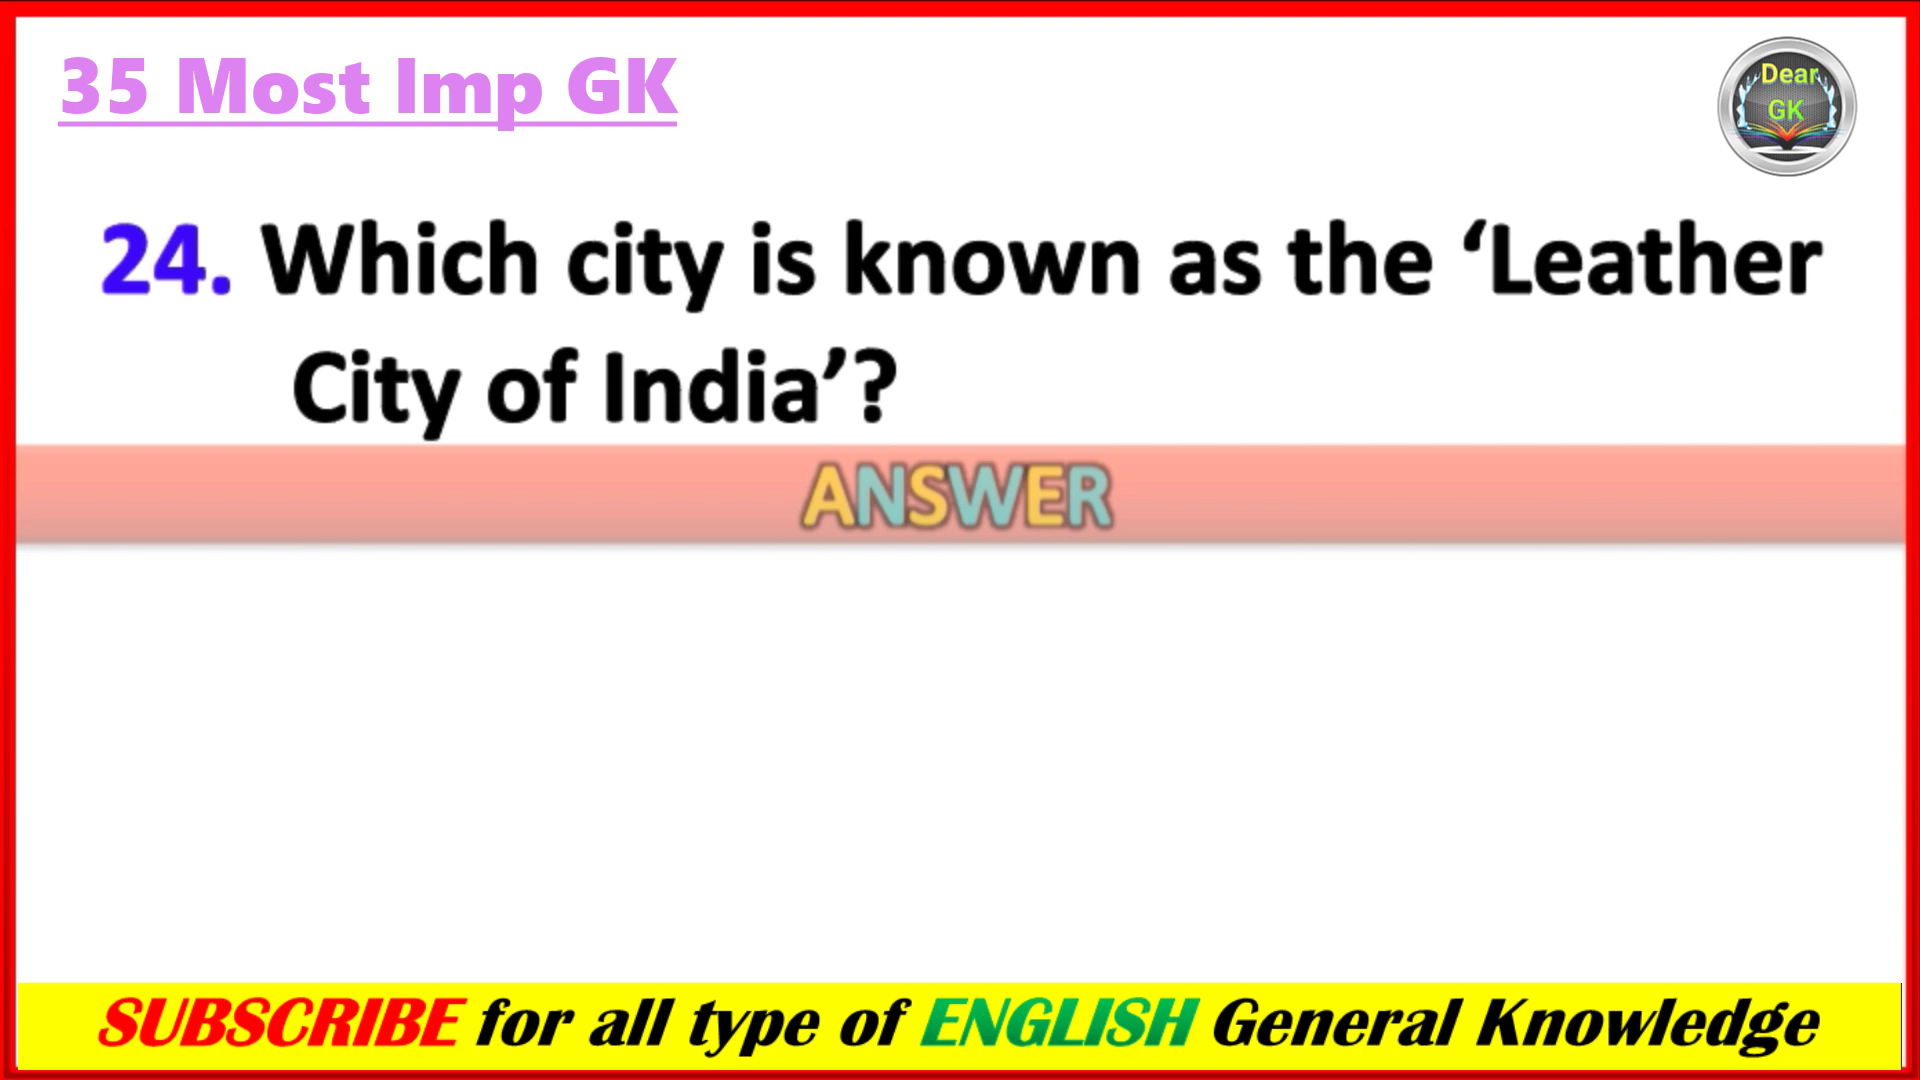 35 Most Imp GK
Dear
GK
24. Which city is known as the ‘Leather
City of India’?
ANSWER
SUBSCRIBE for all type of ENGLISH General Knowledge